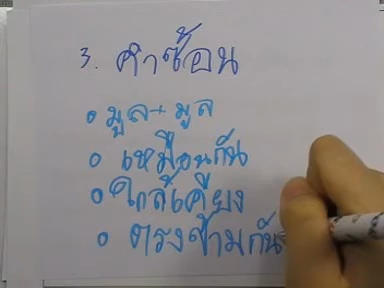 3. คำซ้อน
• มูล + มูล
• เหมือนกัน
• ใกล้เคียง
• ตรงข้ามกัน